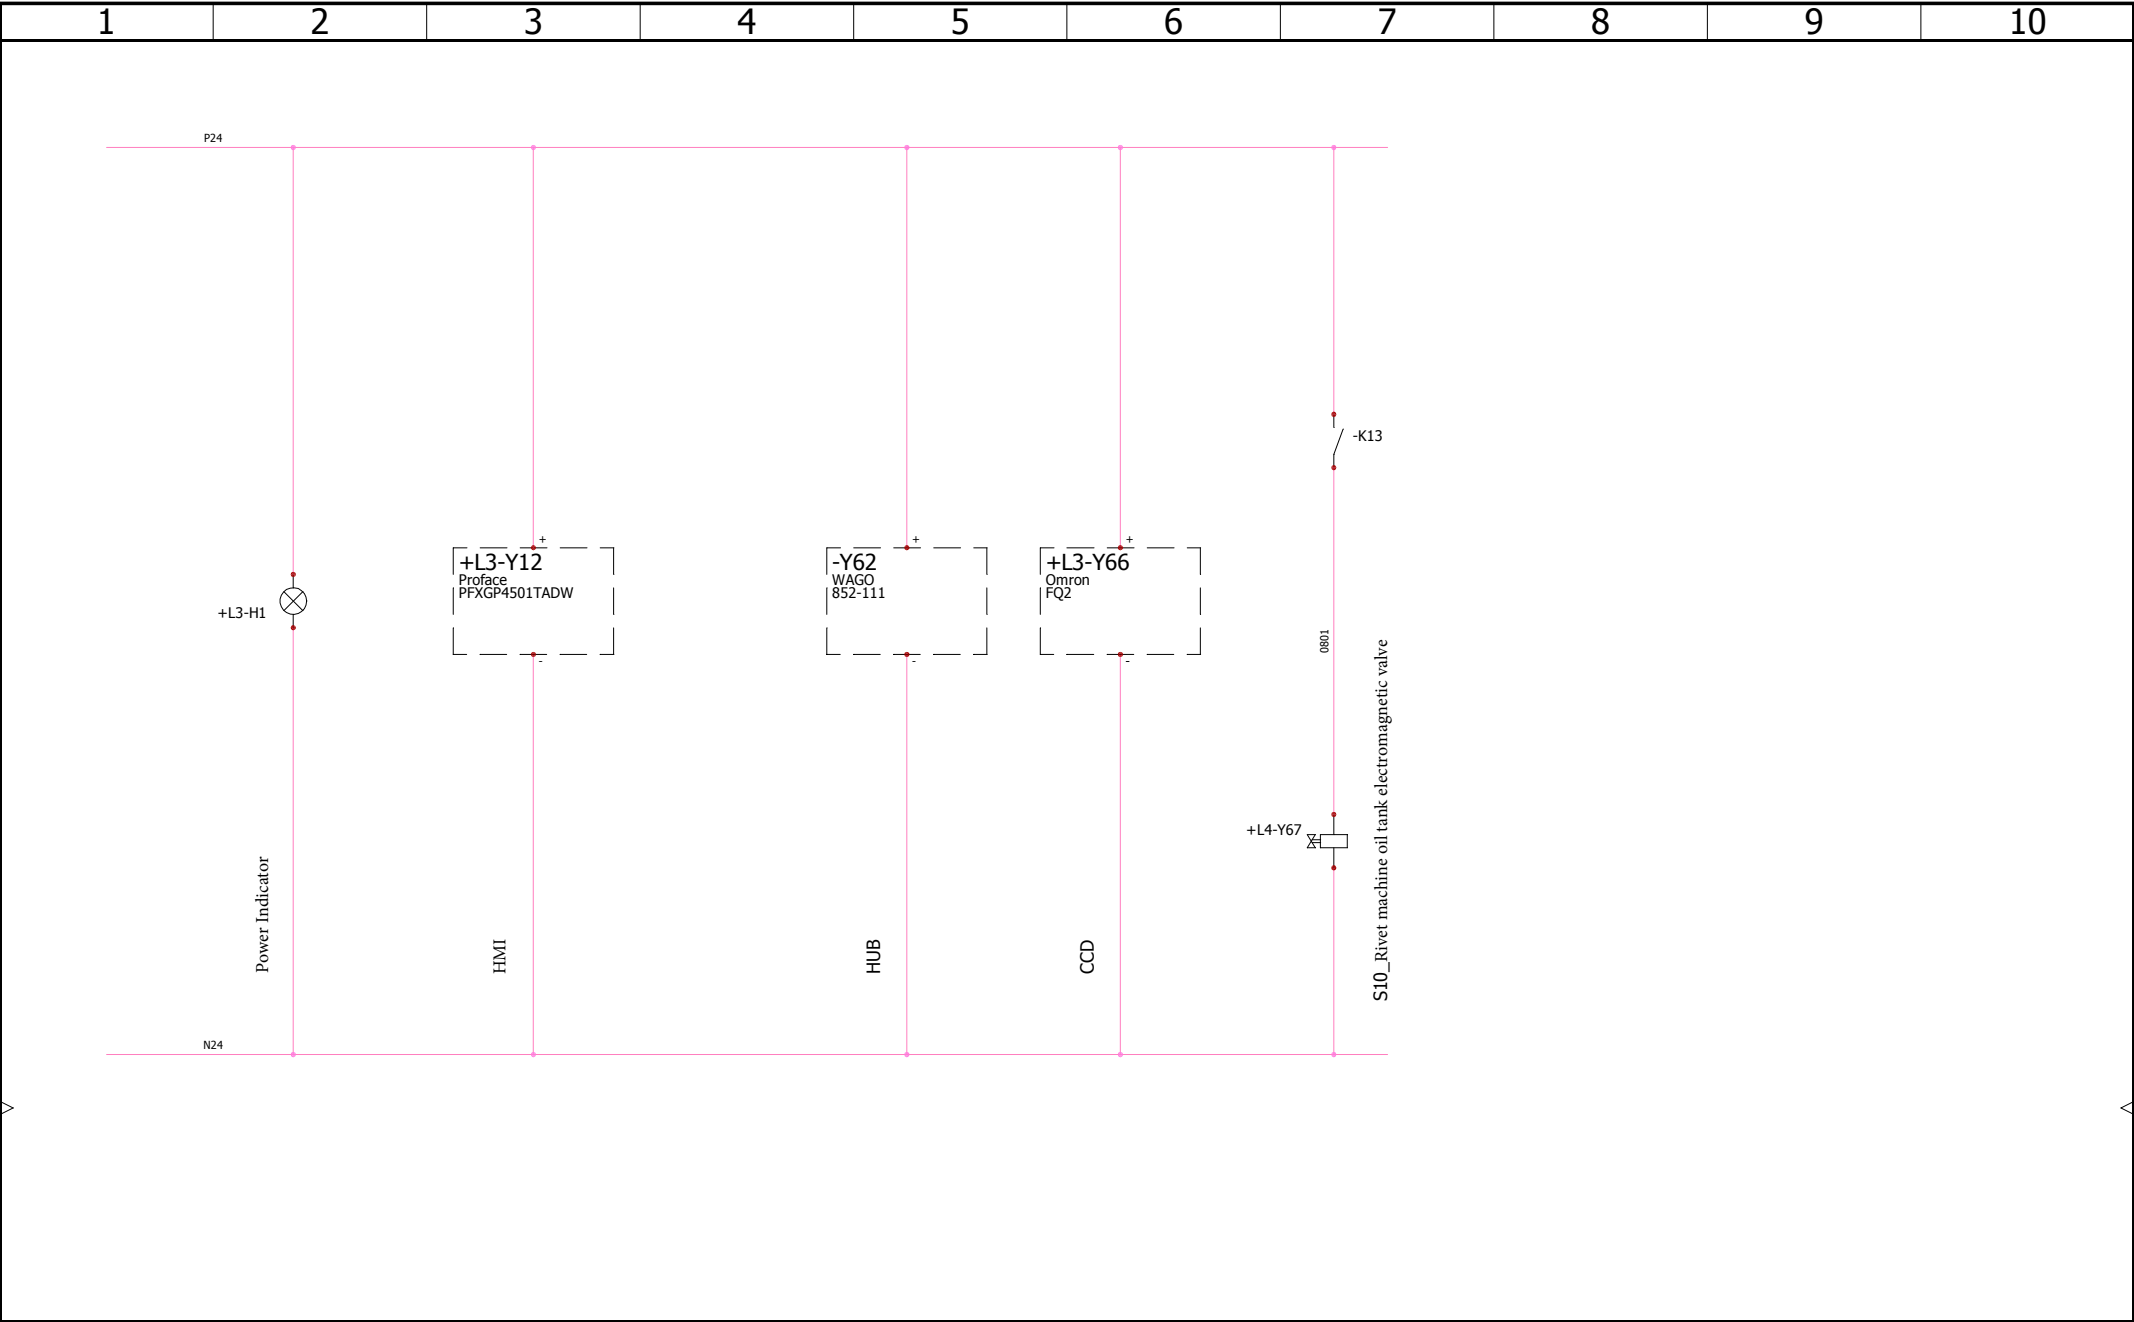 1 2 3 4 5 6 7 8 9 10
P24
-K13
+
+L3-Y12
Proface
PFXGP4501TADW
-
+
-Y62
WAGO
852-111
-
+
+L3-Y66
Omron
FQ2
-
+L3-H1
0801
+L4-Y67
Power Indicator
HMI
HUB
CCD
S10_Rivet machine oil tank electromagnetic valve
N24